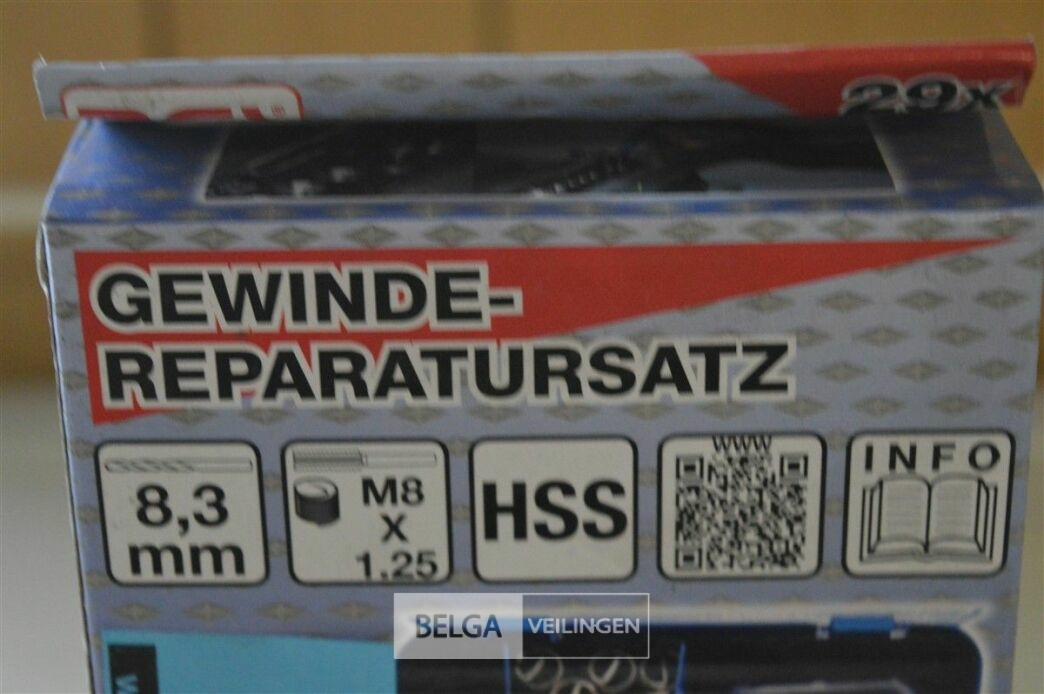 29x
GEWINDE-
REPARATURSATZ
8,3
mm
M8
X
1.25
HSS
WWW
INFO
BELGA VEILINGEN